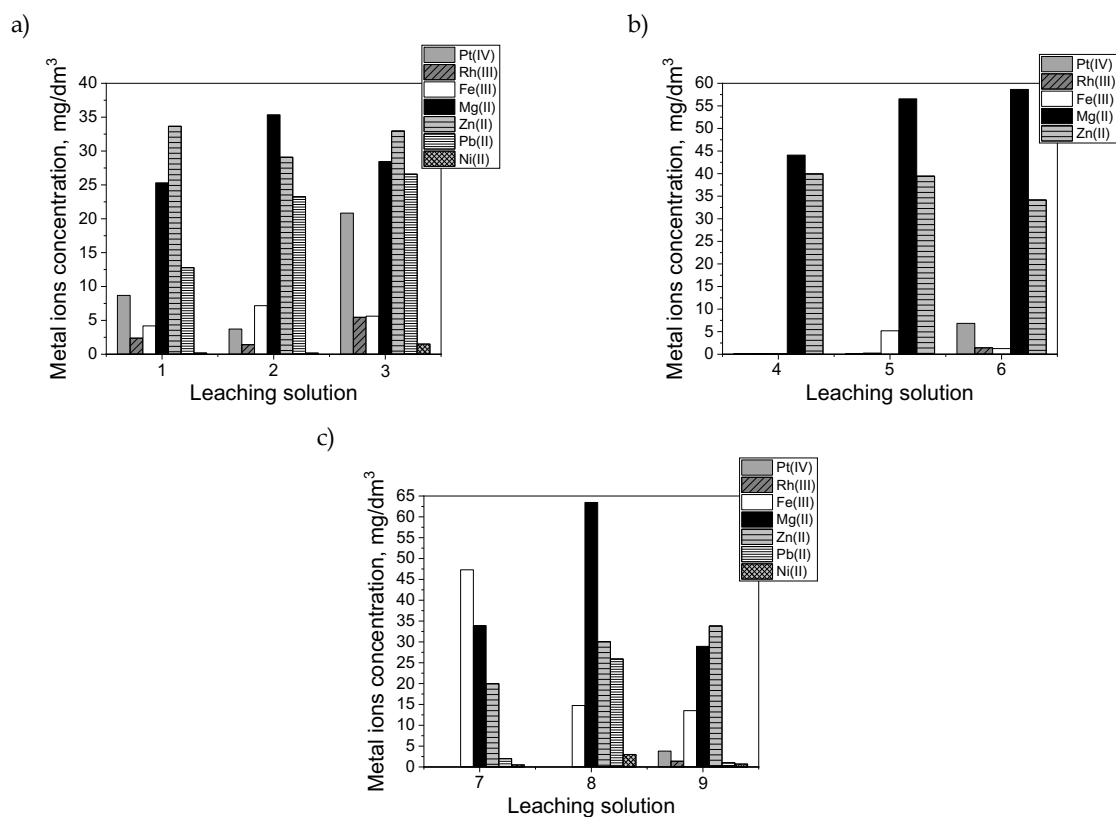 a)
Pt(IV)
Rh(III)
Fe(III)
Mg(II)
Zn(II)
Pb(II)
Ni(II)
Metal ions concentration, mg/dm³
40
35
30
25
20
15
10
5
0
1 2 3
Leaching solution
b)
Pt(IV)
Rh(III)
Fe(III)
Mg(II)
Zn(II)
Metal ions concentration, mg/dm³
60
55
50
45
40
35
30
25
20
15
10
5
0
4 5 6
Leaching solution
c)
Pt(IV)
Rh(III)
Fe(III)
Mg(II)
Zn(II)
Pb(II)
Ni(II)
Metal ions concentration, mg/dm³
65
60
55
50
45
40
35
30
25
20
15
10
5
0
7 8 9
Leaching solution